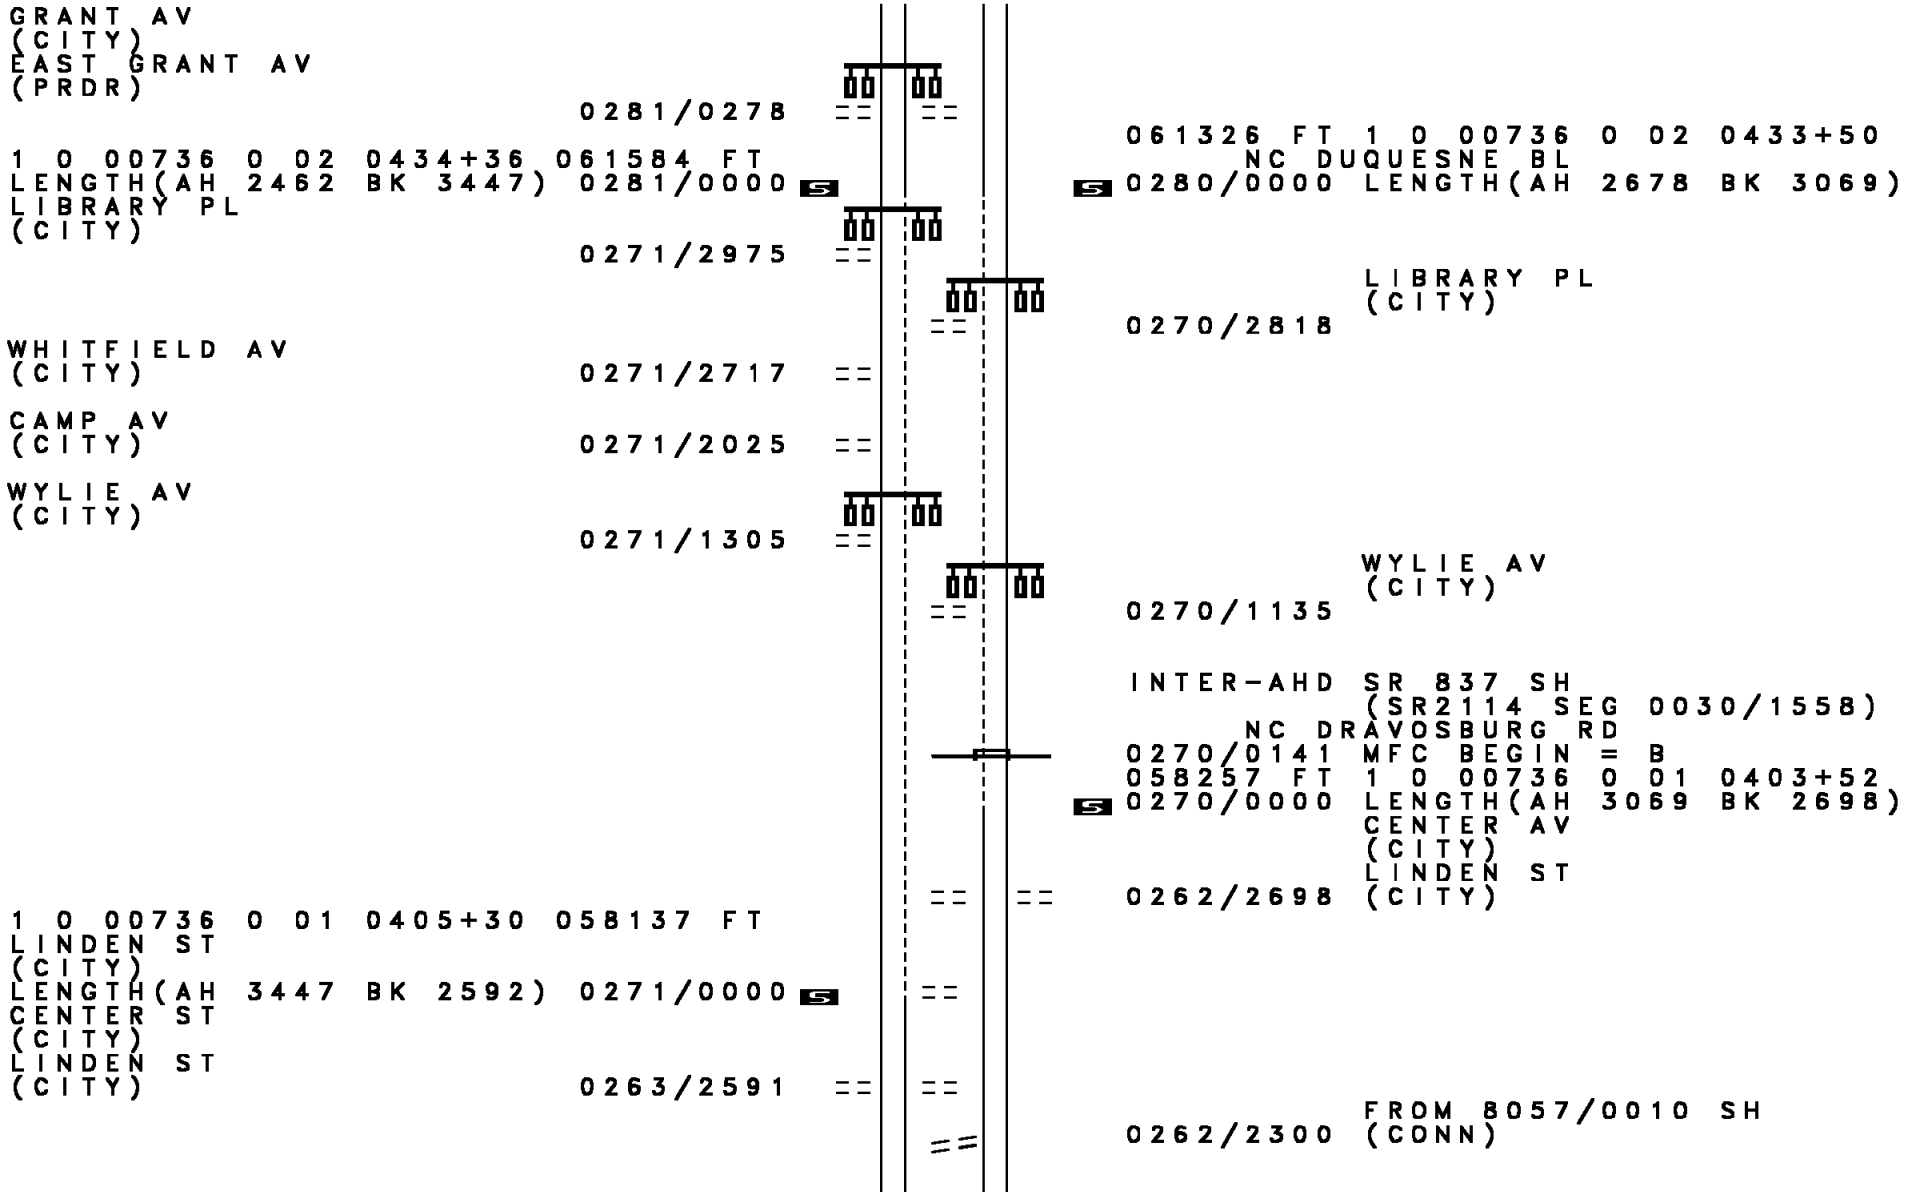 GRANT AV
(CITY)
EAST GRANT AV
(PRDR)
0281/0278
061326 FT 1 0 00736 0 02 0433+50
1 0 00736 0 02 0434+36 061584 FT
NC DUQUESNE BL
LENGTH(AH 2462 BK 3447) 0281/0000 S
S 0280/0000 LENGTH(AH 2678 BK 3069)
LIBRARY PL
(CITY)
0271/2975
LIBRARY PL
(CITY)
0270/2818
WHITFIELD AV
(CITY)
0271/2717
CAMP AV
(CITY)
0271/2025
WYLIE AV
(CITY)
0271/1305
WYLIE AV
(CITY)
0270/1135
INTER-AHD SR 837 SH
(SR2114 SEG 0030/1558)
NC DRAVOSBURG RD
0270/0141 MFC BEGIN = B
058257 FT 1 0 00736 0 01 0403+52
S 0270/0000 LENGTH(AH 3069 BK 2698)
CENTER AV
(CITY)
LINDEN ST
0262/2698 (CITY)
1 0 00736 0 01 0405+30 058137 FT
LINDEN ST
(CITY)
LENGTH(AH 3447 BK 2592) 0271/0000 S
CENTER ST
(CITY)
LINDEN ST
(CITY)
0263/2591
FROM 8057/0010 SH
0262/2300 (CONN)